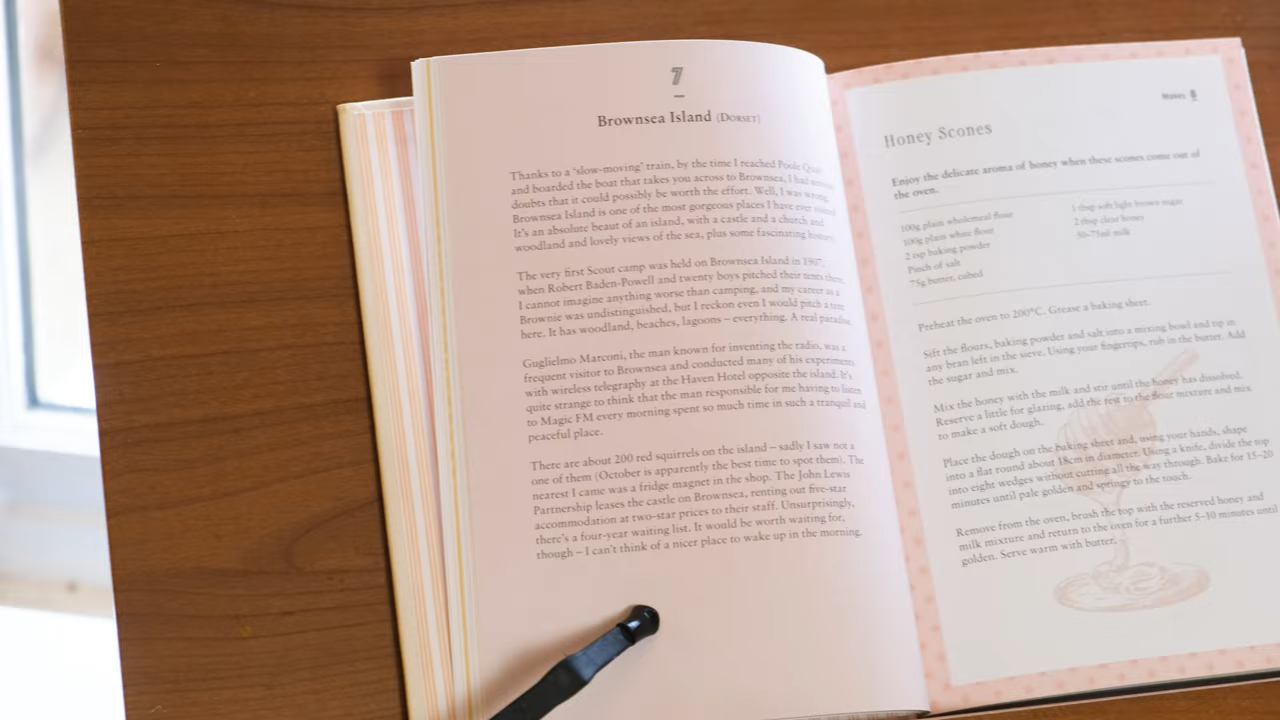 7
Brownsea Island (Dorset)
Thanks to a ‘slow-moving’ train, by the time I reached Poole Quay
and boarded the boat that takes you across to Brownsea, I had
doubts that it could possibly be worth the effort. Well, I was wrong.
Brownsea Island is one of the most gorgeous places I have ever visited.
It’s an absolute beaut of an island, with a castle and a church and
woodland and lovely views of the sea, plus some fascinating history.
The very first Scout camp was held on Brownsea Island in 1907,
when Robert Baden-Powell and twenty boys pitched their tents there.
I cannot imagine anything worse than camping, and my career as a
Brownie was undistinguished, but I reckon even I would pitch a tent
here. It has woodland, beaches, lagoons – everything. A real paradise.
Guglielmo Marconi, the man known for inventing the radio, was a
frequent visitor to Brownsea and conducted many of his experiments
with wireless telegraphy at the Haven Hotel opposite the island. It’s
quite strange to think that the man responsible for me having to listen
to Magic FM every morning spent so much time in such a tranquil and
peaceful place.
There are about 200 red squirrels on the island – sadly I saw not a
one of them (October is apparently the best time to spot them). The
nearest I came was a fridge magnet in the shop. The John Lewis
Partnership leases the castle on Brownsea, renting out five-star
accommodation at two-star prices to their staff. Unsurprisingly,
there’s a four-year waiting list. It would be worth waiting for,
though – I can’t think of a nicer place to wake up in the morning.
Makes 8
Honey Scones
Enjoy the delicate aroma of honey when these scones come out of
the oven.
100g plain wholemeal flour
100g plain white flour
2 tsp baking powder
Pinch of salt
75g butter, cubed
1 tbsp soft light brown sugar
2 tbsp clear honey
50–75ml milk
Preheat the oven to 200°C. Grease a baking sheet.
Sift the flours, baking powder and salt into a mixing bowl and tip in
any bran left in the sieve. Using your fingertips, rub in the butter. Add
the sugar and mix.
Mix the honey with the milk and stir until the honey has dissolved.
Reserve a little for glazing, add the rest to the flour mixture and mix
to make a soft dough.
Place the dough on the baking sheet and, using your hands, shape
into a flat round about 18cm in diameter. Using a knife, divide the top
into eight wedges without cutting all the way through. Bake for 15–20
minutes until pale golden and springy to the touch.
Remove from the oven, brush the top with the reserved honey and
milk mixture and return to the oven for a further 5–10 minutes until
golden. Serve warm with butter.